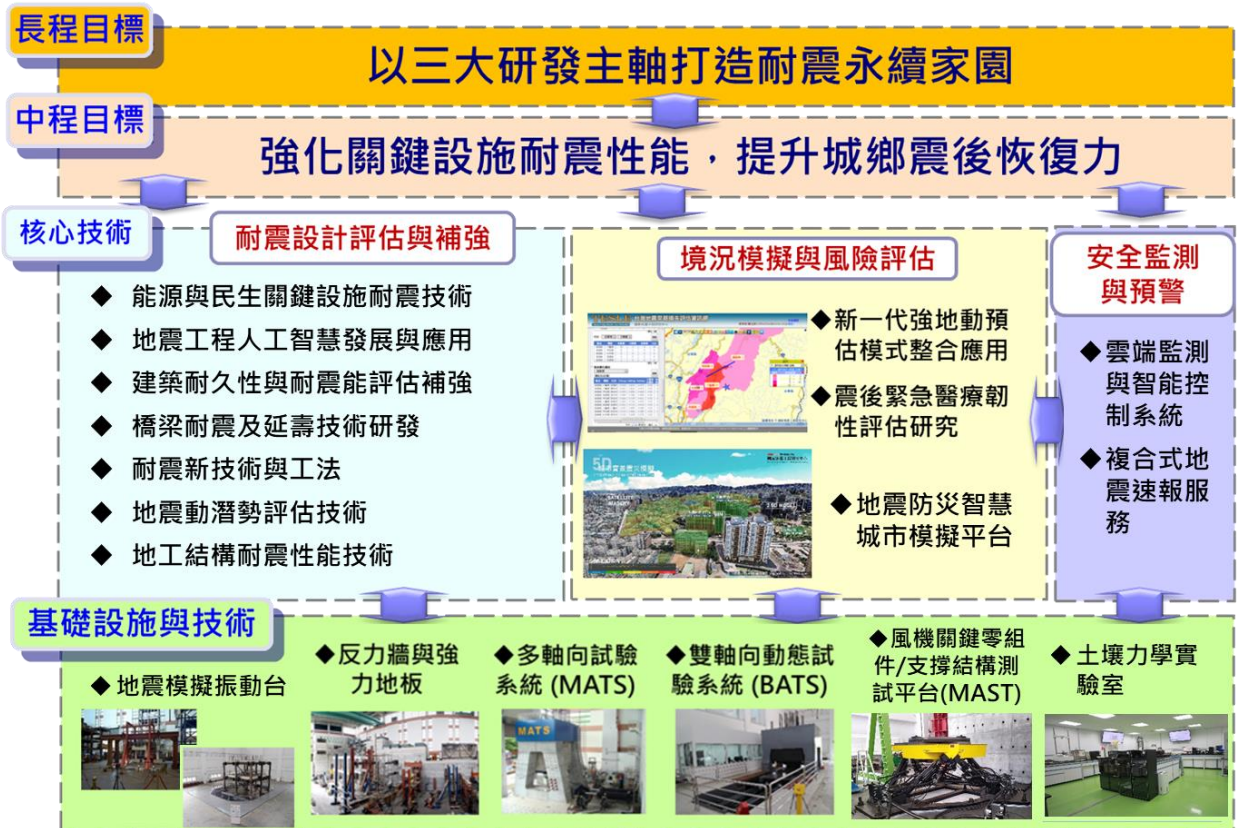 長程目標
以三大研發主軸打造耐震永續家園
中程目標
強化關鍵設施耐震性能，提升城鄉震後恢復力
核心技術
耐震設計評估與補強
◆ 能源與民生關鍵設施耐震技術
◆ 地震工程人工智慧發展與應用
◆ 建築耐久性與耐震能評估補強
◆ 橋梁耐震及延壽技術研發
◆ 耐震新技術與工法
◆ 地震動潛勢評估技術
◆ 地工結構耐震性能技術
境況模擬與風險評估
◆新一代強地動預
估模式整合應用
◆震後緊急醫療韌
性評估研究
5D
◆地震防災智慧
城市模擬平台
安全監測
與預警
◆雲端監測
與智能控
制系統
◆複合式地
震速報服
務
基礎設施與技術
◆地震模擬振動台
◆反力牆與強
力地板
◆多軸向試驗
系統 (MATS)
MATS
◆雙軸向動態試
驗系統 (BATS)
◆風機關鍵零組
件/支撐結構測
試平台(MAST)
◆土壤力學實
驗室